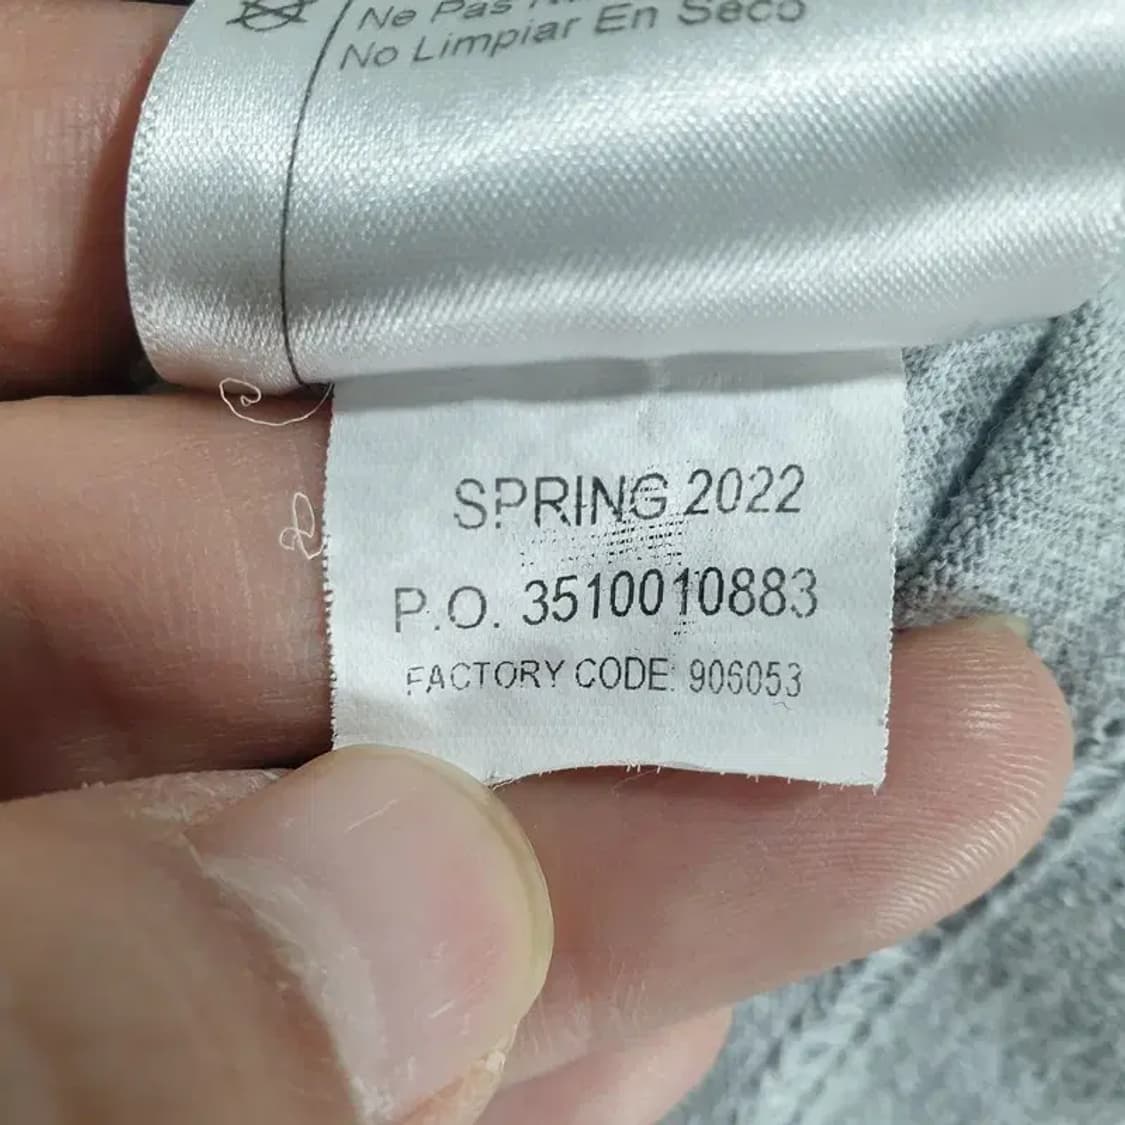 Ne Pas
No Limpiar En Seco
SPRING 2022
P.O. 3510010883
FACTORY CODE: 906053